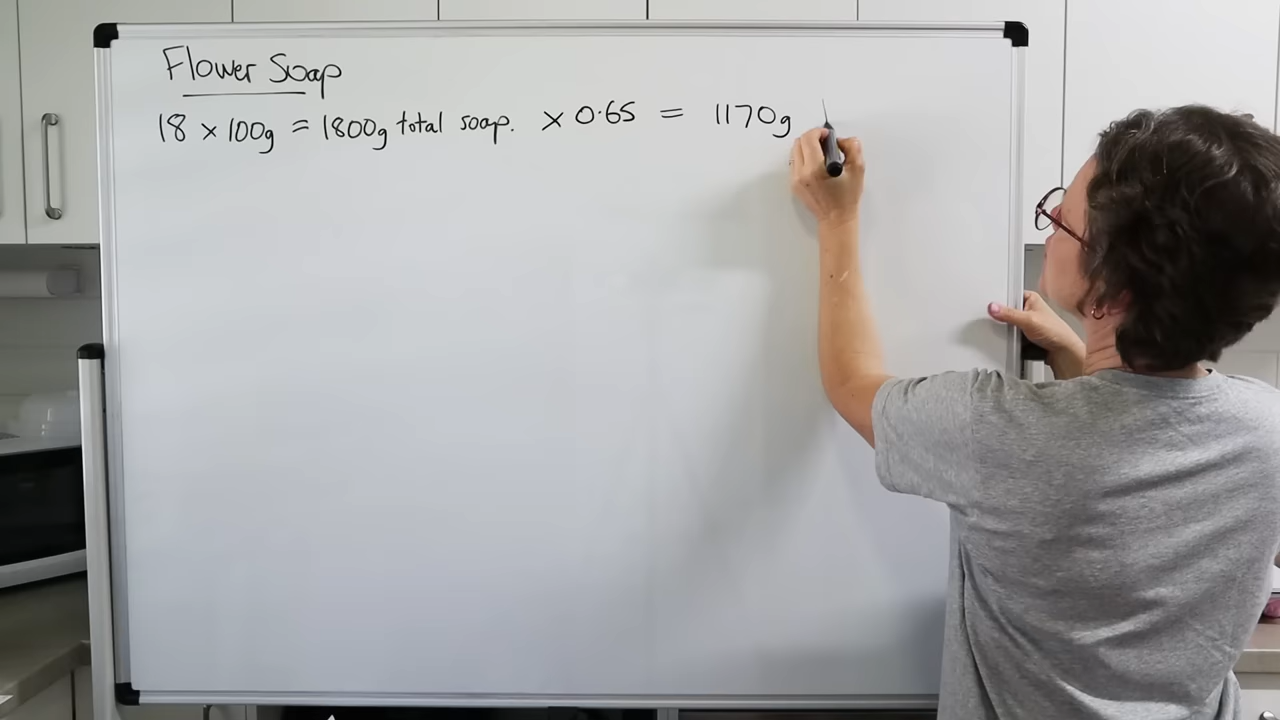 Flower Soap
18 x 100g = 1800g total soap. x 0.65 = 1170g